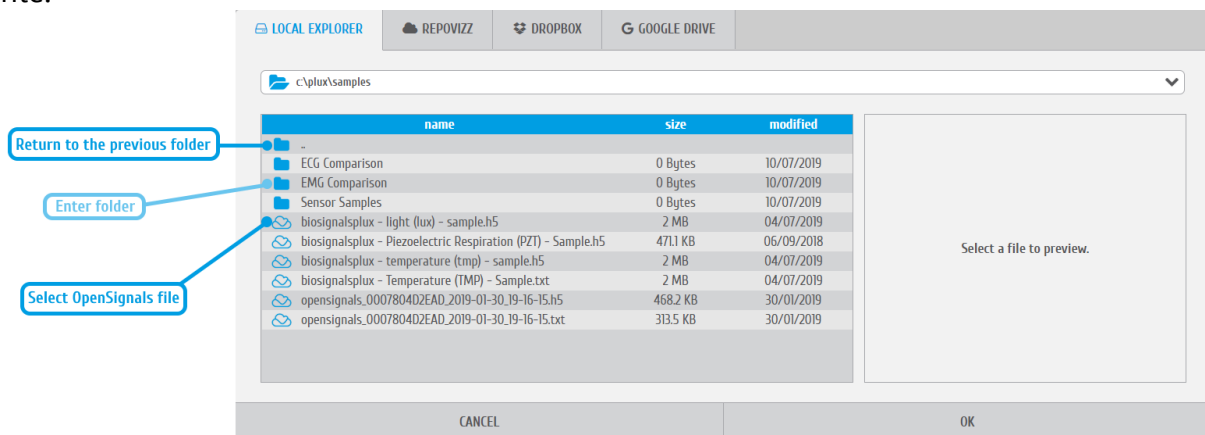 LOCAL EXPLORER REPOVIZZ DROPBOX GOOGLE DRIVE
c:\plux\samples
name size modified
Return to the previous folder
..
ECG Comparison 0 Bytes 10/07/2019
EMG Comparison 0 Bytes 10/07/2019
Enter folder
Sensor Samples 0 Bytes 10/07/2019
biosignalsplux - light (lux) - sample.h5 2 MB 04/07/2019
biosignalsplux - Piezoelectric Respiration (PZT) - Sample.h5 471.1 KB 06/09/2018
Select a file to preview.
biosignalsplux - temperature (tmp) - sample.h5 2 MB 04/07/2019
biosignalsplux - Temperature (TMP) - Sample.txt 2 MB 04/07/2019
Select OpenSignals file
opensignals_0007804D2EAD_2019-01-30_19-16-15.h5 468.2 KB 30/01/2019
opensignals_0007804D2EAD_2019-01-30_19-16-15.txt 313.5 KB 30/01/2019
CANCEL OK